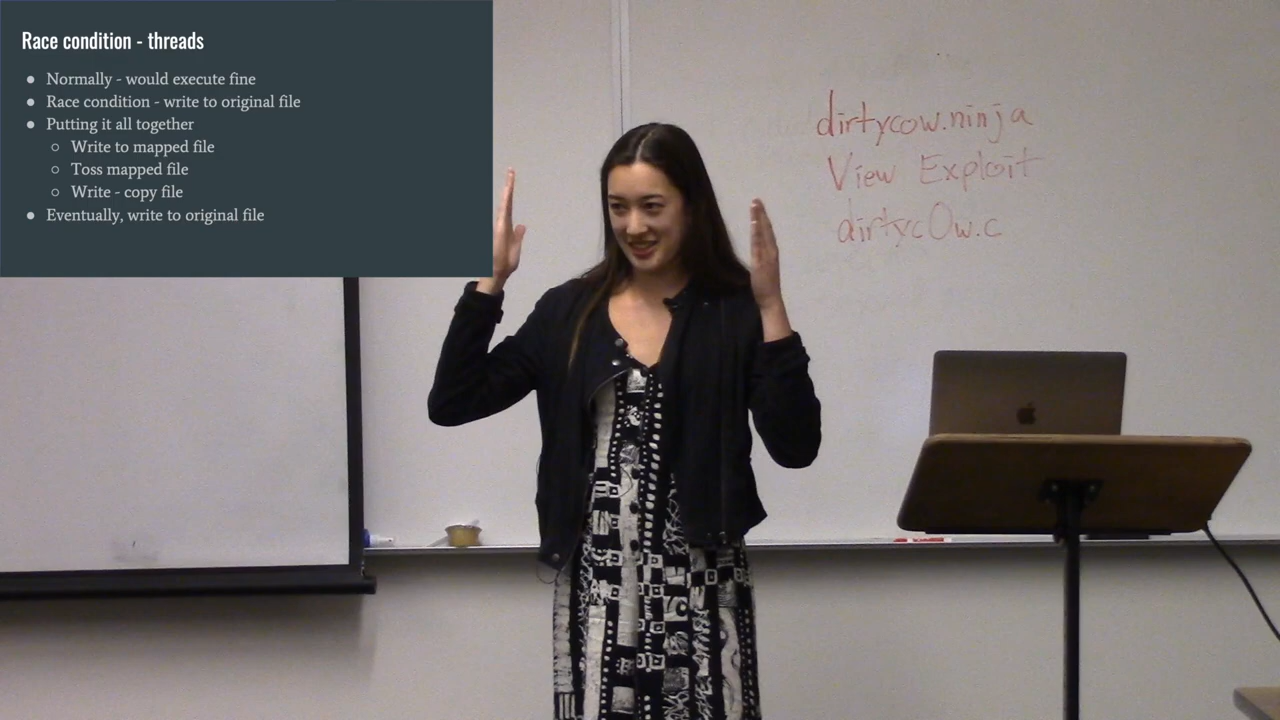 Race condition - threads
● Normally - would execute fine
● Race condition - write to original file
● Putting it all together
○ Write to mapped file
○ Toss mapped file
○ Write - copy file
● Eventually, write to original file
dirtycow.ninja
View Exploit
dirtyc0w.c